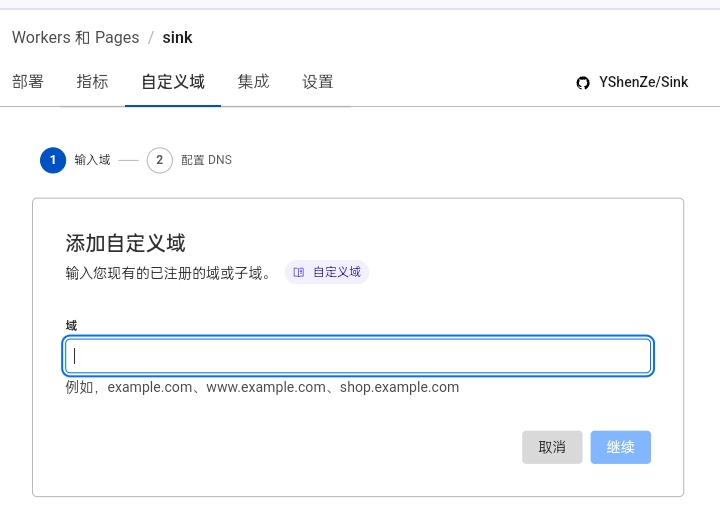 Workers 和 Pages / sink
部署 指标 自定义域 集成 设置 YShenZe/Sink
1 输入域 2 配置 DNS
添加自定义域
输入您现有的已注册的域或子域。 自定义域
域
例如，example.com、www.example.com、shop.example.com
取消 继续